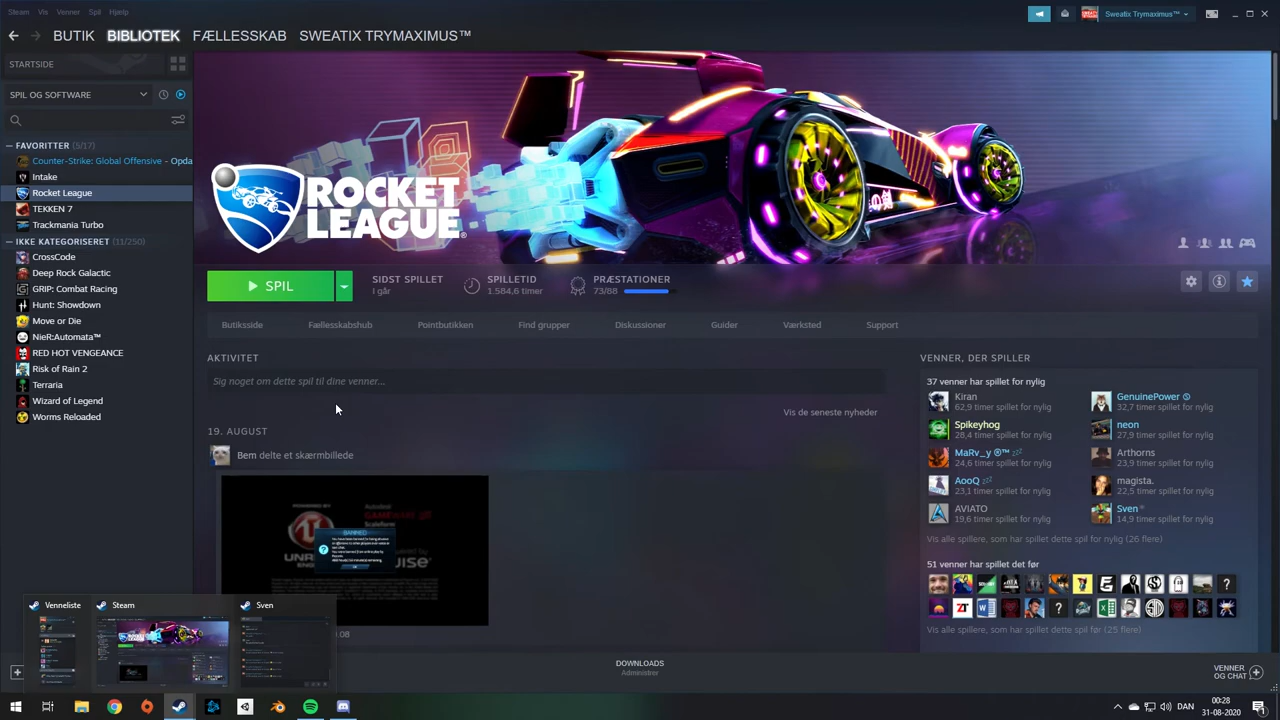 Steam Vis Venner Spil Hjælp
Sweatix Trymaximus™
BUTIK BIBLIOTEK FÆLLESSKAB SWEATIX TRYMAXIMUS™
STARTSIDE
SPIL OG SOFTWARE
FAVORITTER (5/17)
Counter-Strike: Global Offensive - Opda
Intake
Rocket League
TEKKEN 7
Trackmania Turbo
IKKE KATEGORISERET (11/250)
CrossCode
Deep Rock Galactic
GRIP: Combat Racing
Hunt: Showdown
Move or Die
NieR:Automata™
RED HOT VENGEANCE
Risk of Rain 2
Terraria
Wizard of Legend
Worms Reloaded
ROCKET
LEAGUE®
SPIL
SIDST SPILLET
I går
SPILLETID
1.584,6 timer
PRÆSTATIONER
73/88
Butiksside Fællesskabshub Pointbutikken Find grupper Diskussioner Guider Værksted Support
AKTIVITET
Sig noget om dette spil til dine venner...
Vis de seneste nyheder
19. AUGUST
Bem delte et skærmbillede
BANNED
VENNER, DER SPILLER
37 venner har spillet for nylig
Kiran
62,9 timer spillet for nylig
GenuinePower
32,7 timer spillet for nylig
Spikeyhog
28,4 timer spillet for nylig
neon
27,9 timer spillet for nylig
MaRv_y ®™ zzz
24,6 timer spillet for nylig
Arthorns
23,9 timer spillet for nylig
AooQ zzz
23,1 timer spillet for nylig
magista.
22,5 timer spillet for nylig
AVIATO
19,6 timer spillet for nylig
Sven
14,9 timer spillet for nylig
Vis alle venner, som har spillet dette spil for nylig (26 flere)
51 venner har spillet det før
Vis alle spillere, som har spillet dette spil før (25 flere)
Steam
Sven
DOWNLOADS
Administrer
VENNER
OG CHAT
DAN
00:28
31-08-2020